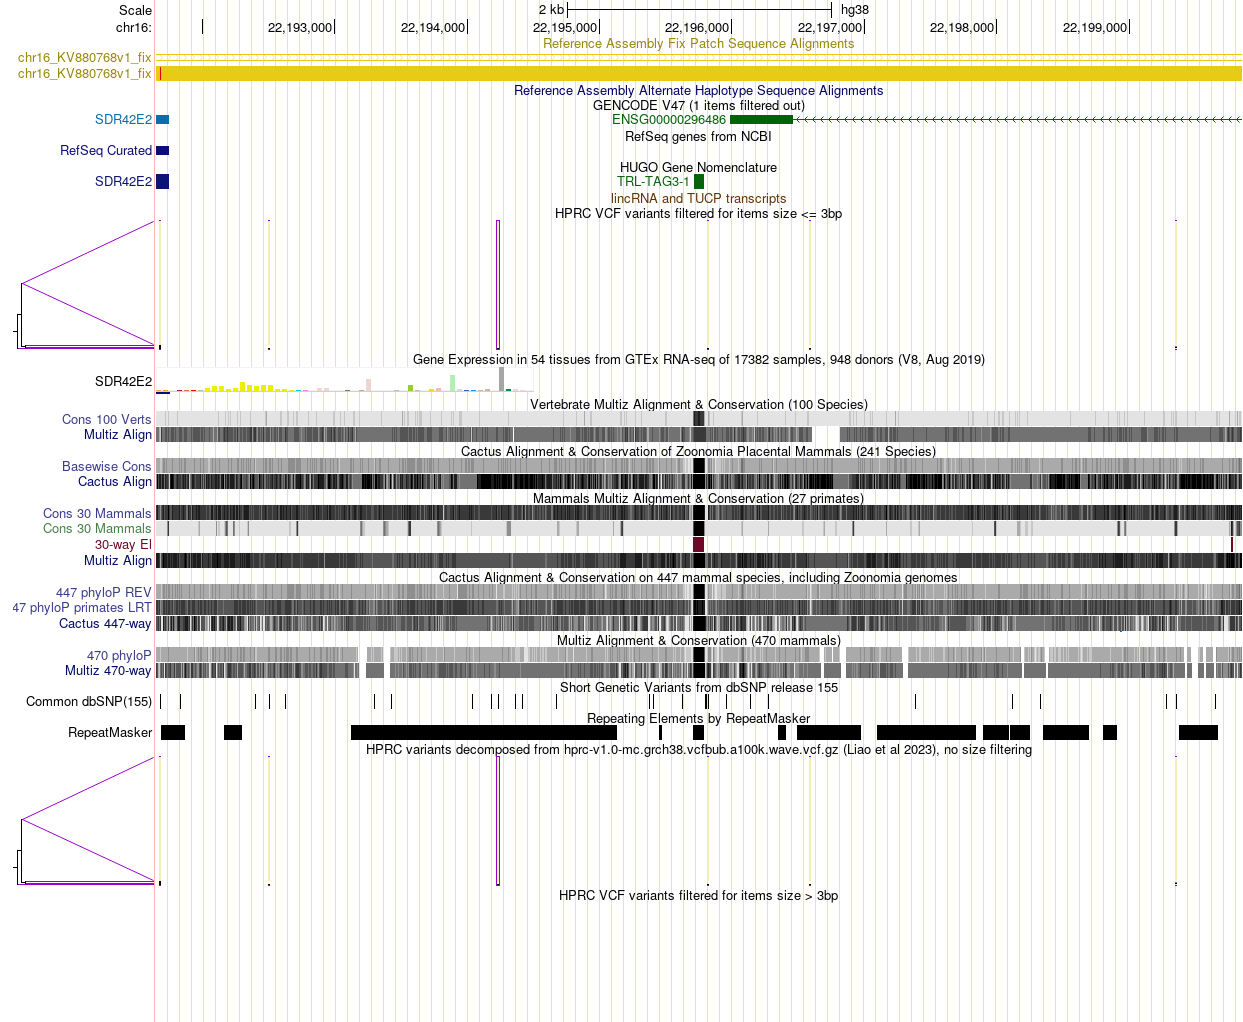 Scale 2 kb hg38
chr16: 22,193,000 22,194,000 22,195,000 22,196,000 22,197,000 22,198,000 22,199,000
Reference Assembly Fix Patch Sequence Alignments
chr16_KV880768v1_fix
chr16_KV880768v1_fix
Reference Assembly Alternate Haplotype Sequence Alignments
GENCODE V47 (1 items filtered out)
SDR42E2 ENSG00000296486
RefSeq genes from NCBI
RefSeq Curated
HUGO Gene Nomenclature
SDR42E2 TRL-TAG3-1
lincRNA and TUCP transcripts
HPRC VCF variants filtered for items size <= 3bp
Gene Expression in 54 tissues from GTEx RNA-seq of 17382 samples, 948 donors (V8, Aug 2019)
SDR42E2
Vertebrate Multiz Alignment & Conservation (100 Species)
Cons 100 Verts
Multiz Align
Cactus Alignment & Conservation of Zoonomia Placental Mammals (241 Species)
Basewise Cons
Cactus Align
Mammals Multiz Alignment & Conservation (27 primates)
Cons 30 Mammals
Cons 30 Mammals
30-way El
Multiz Align
Cactus Alignment & Conservation on 447 mammal species, including Zoonomia genomes
447 phyloP REV
47 phyloP primates LRT
Cactus 447-way
Multiz Alignment & Conservation (470 mammals)
470 phyloP
Multiz 470-way
Short Genetic Variants from dbSNP release 155
Common dbSNP(155)
Repeating Elements by RepeatMasker
RepeatMasker
HPRC variants decomposed from hprc-v1.0-mc.grch38.vcfbub.a100k.wave.vcf.gz (Liao et al 2023), no size filtering
HPRC VCF variants filtered for items size > 3bp